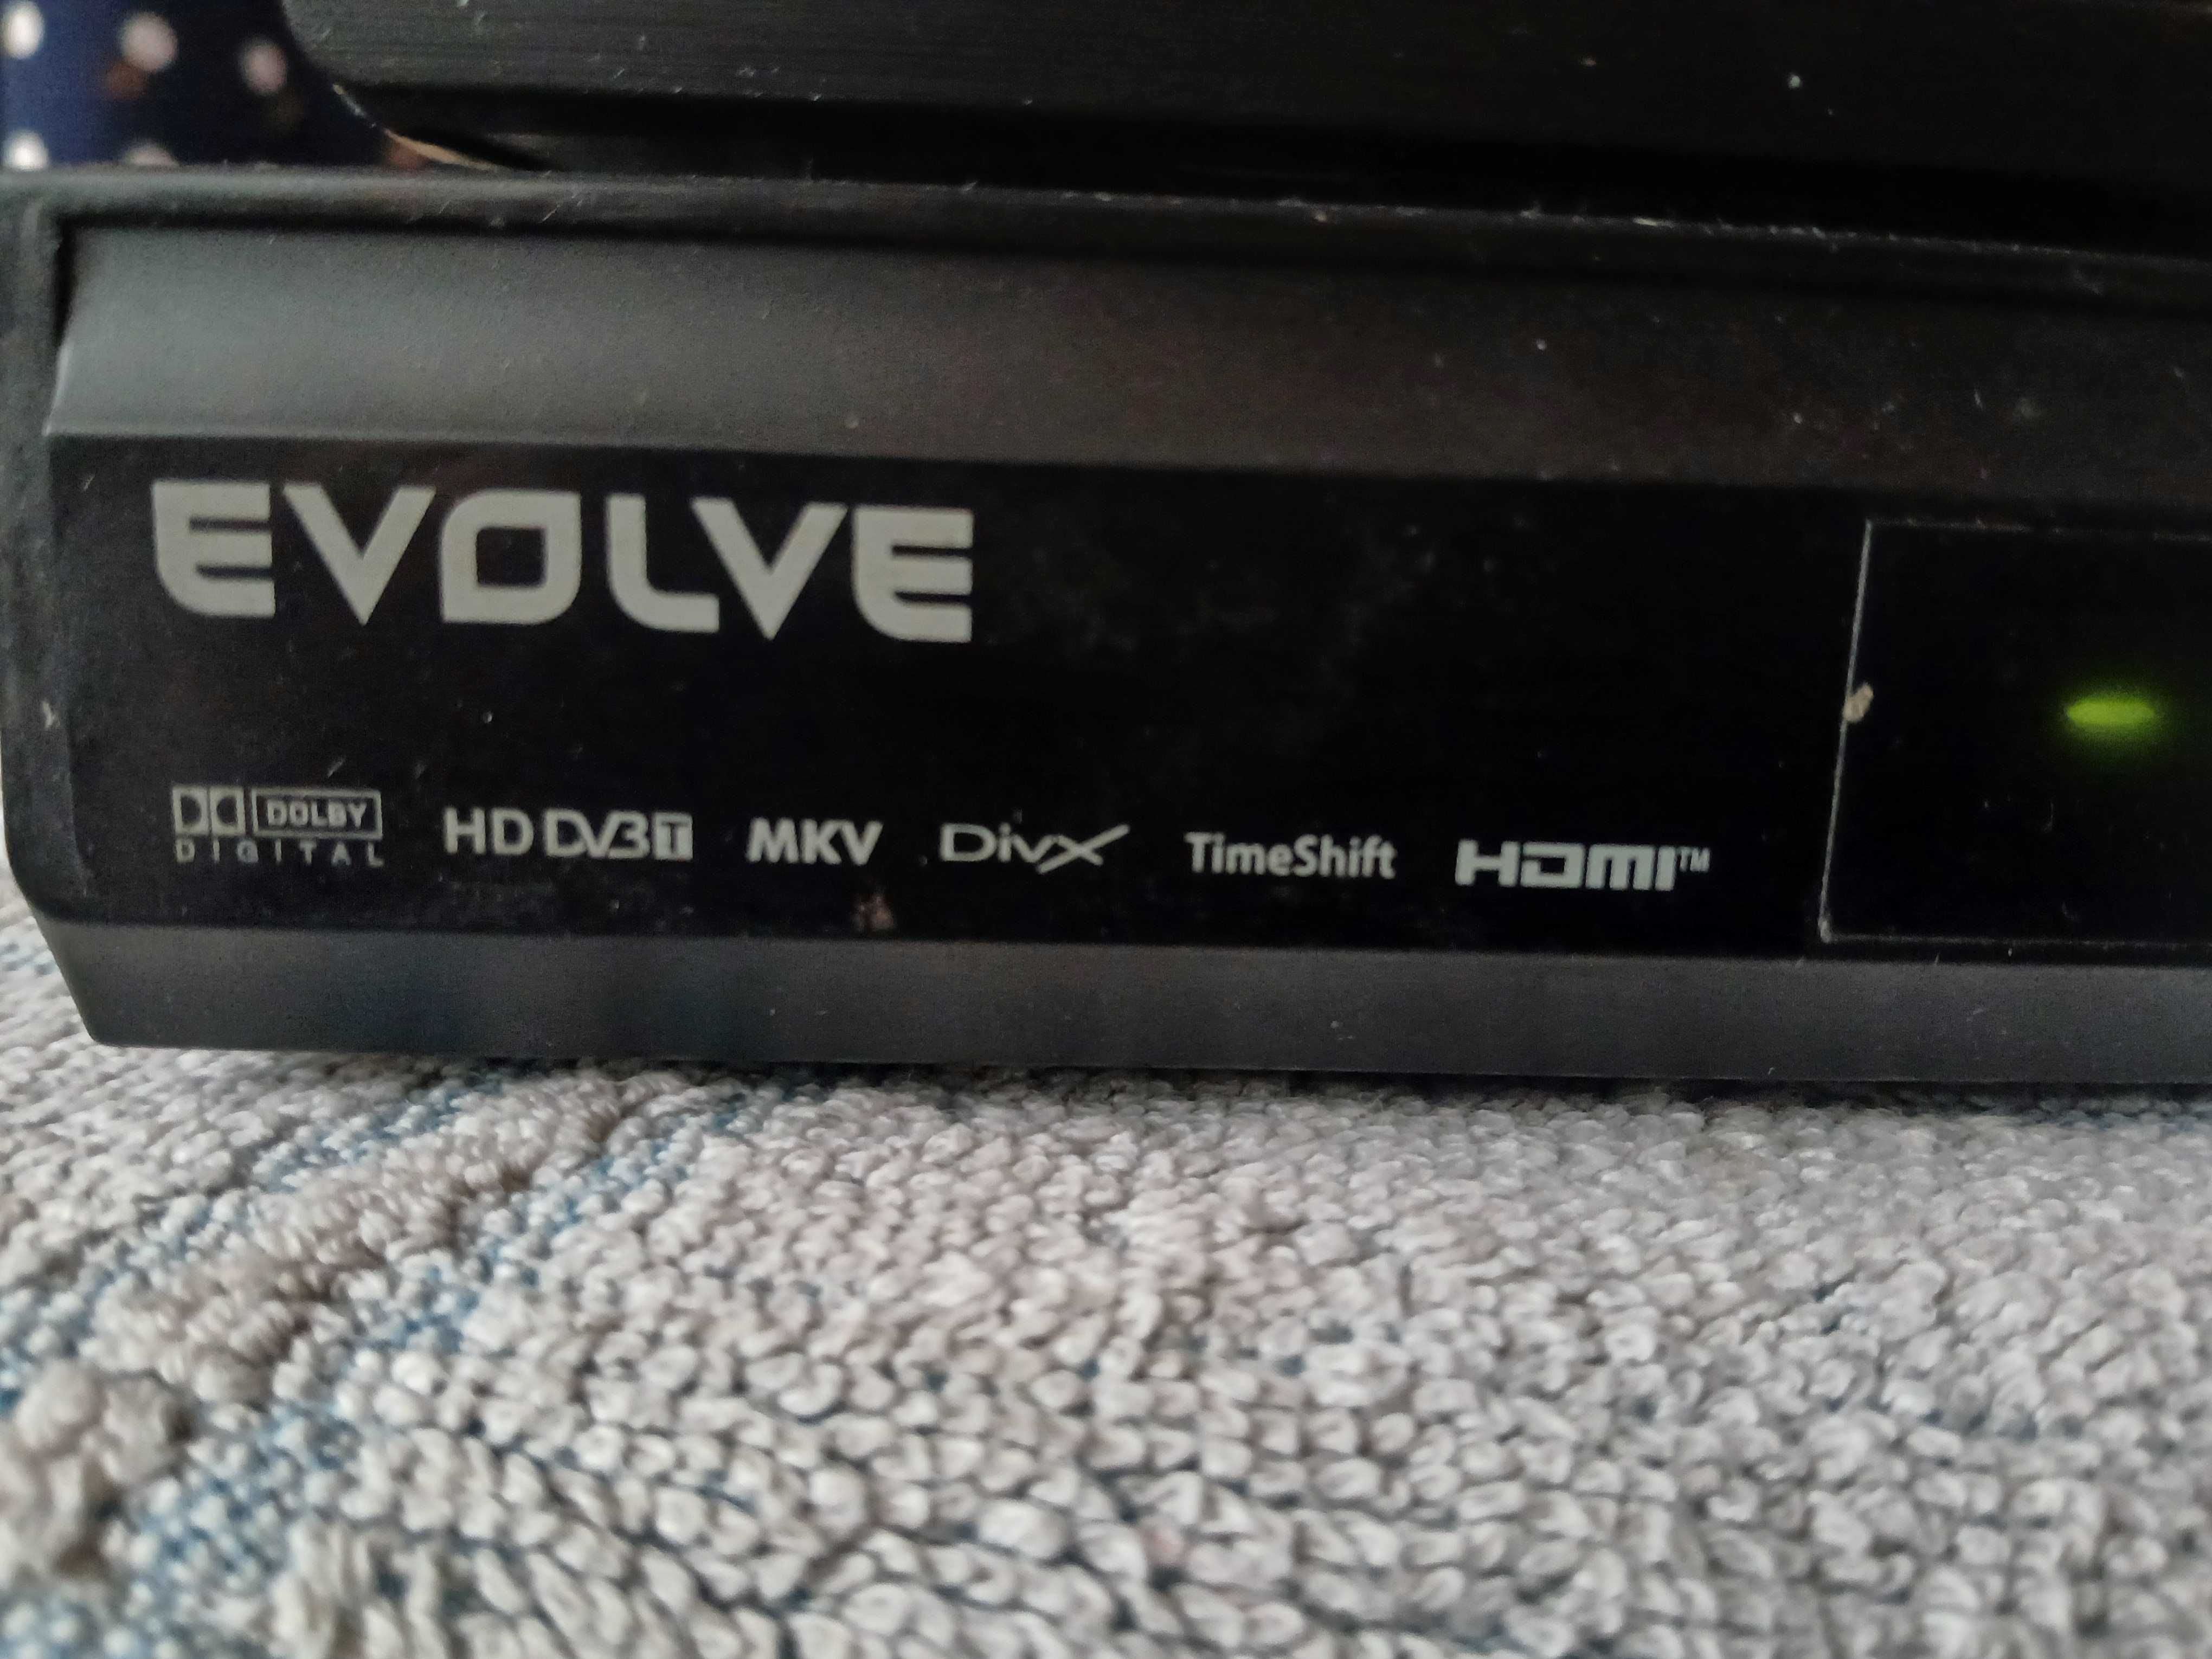 EVOLVE
DOLBY DIGITAL HD DVB T MKV DivX TimeShift HDMI™